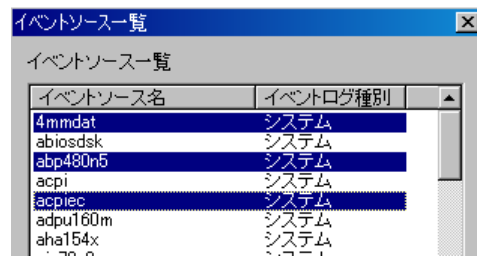 イベントソース一覧
イベントソース一覧
イベントソース名 イベントログ種別
4mmdat システム
abiosdsk システム
abp480n5 システム
acpi システム
acpiec システム
adpu160m システム
aha154x システム